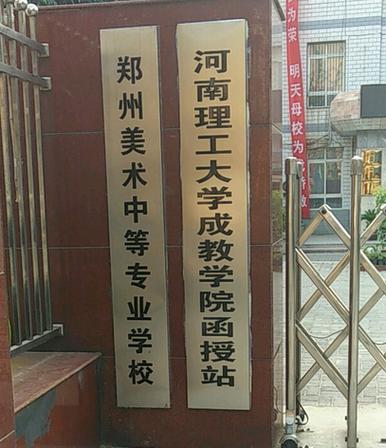 河南理工大学成教学院函授站
郑州美术中等专业学校
为荣 明天母校为